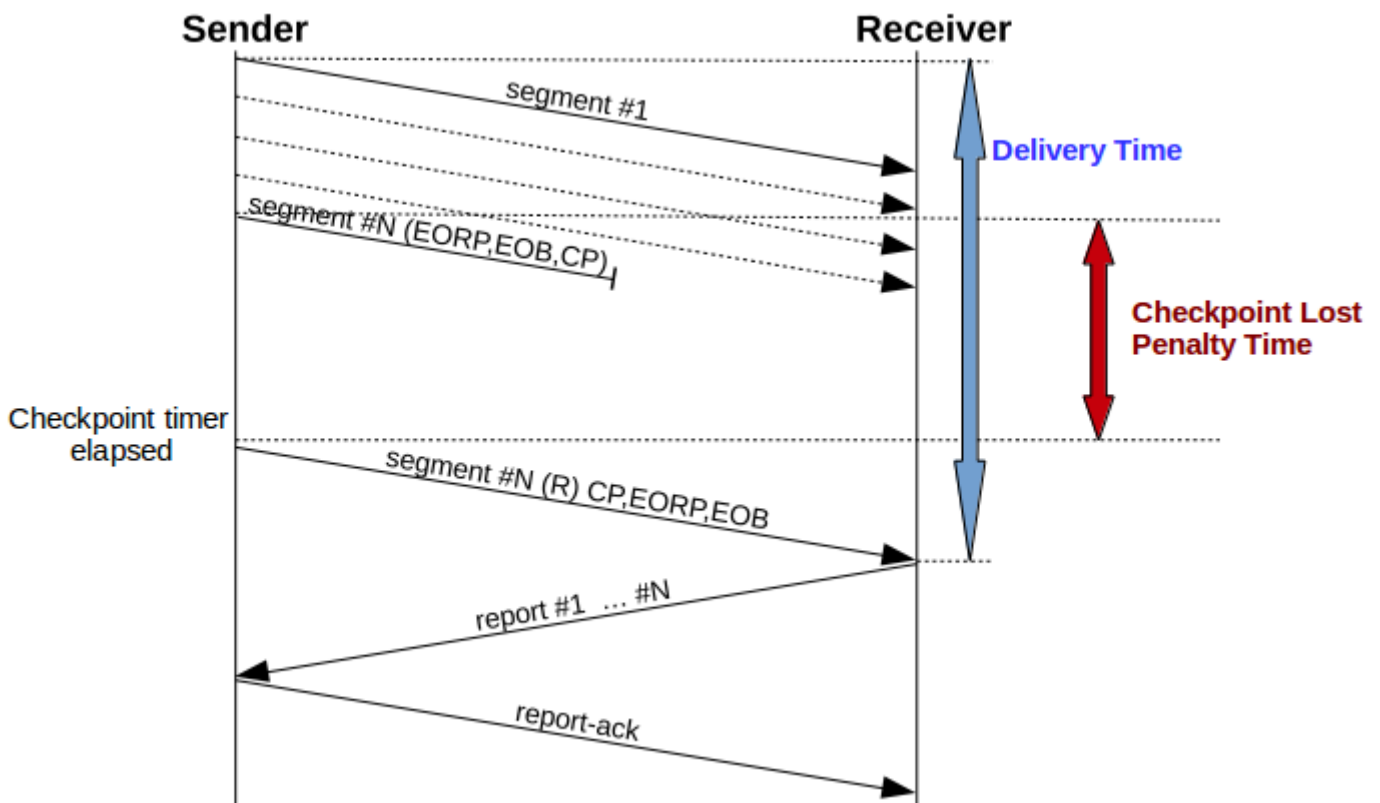 Sender
Receiver
segment #1
Delivery Time
segment #N (EORP,EOB,CP)
Checkpoint Lost
Penalty Time
Checkpoint timer
elapsed
segment #N (R) CP,EORP,EOB
report #1 ... #N
report-ack